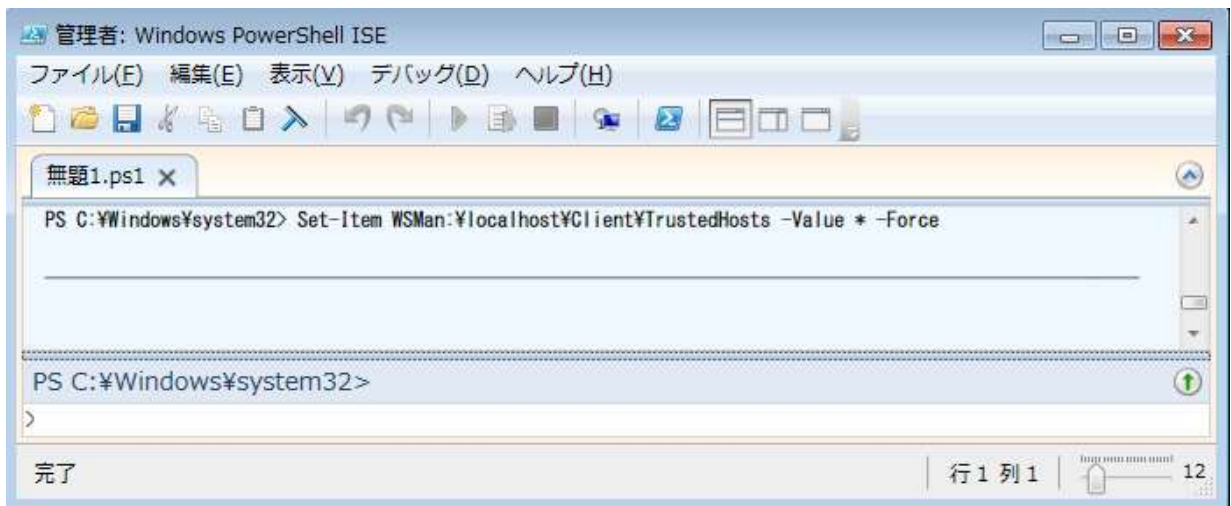 管理者: Windows PowerShell ISE
ファイル(F) 編集(E) 表示(V) デバッグ(D) ヘルプ(H)
無題1.ps1
PS C:¥Windows¥system32> Set-Item WSMan:¥localhost¥Client¥TrustedHosts -Value * -Force
PS C:¥Windows¥system32>
>
完了 行 1 列 1 12